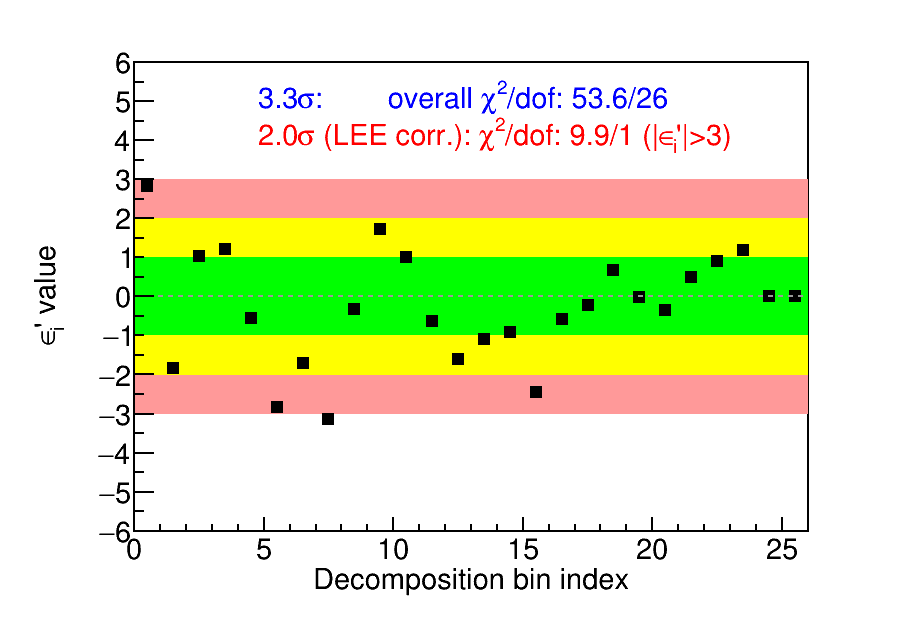 6
5
4
3
2
1
0
−1
−2
−3
−4
−5
−6
ϵi' value
3.3σ: overall χ²/dof: 53.6/26
2.0σ (LEE corr.): χ²/dof: 9.9/1 (|ϵi'|>3)
0 5 10 15 20 25
Decomposition bin index